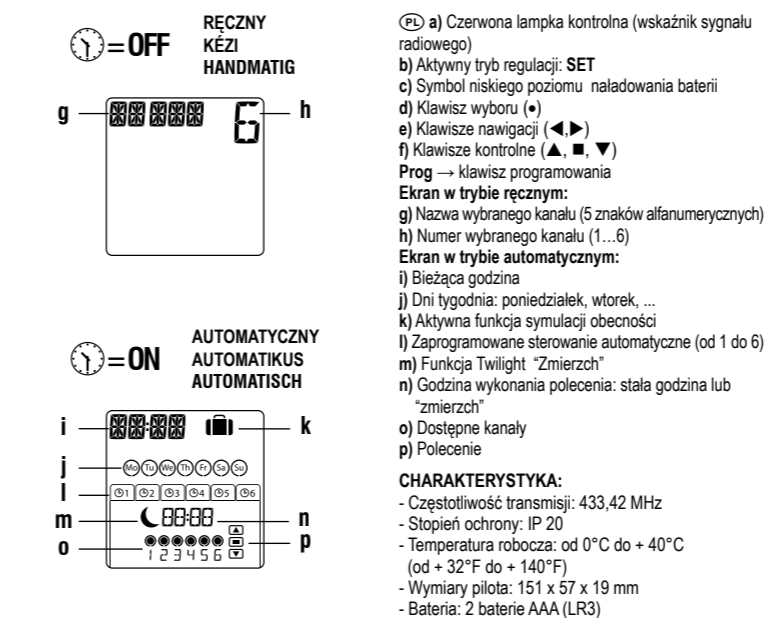 = OFF
RĘCZNY
KÉZI
HANDMATIG
g
h
6
= ON
AUTOMATYCZNY
AUTOMATIKUS
AUTOMATISCH
i
k
j
Mo Tu We Th Fr Sa Su
l
1 2 3 4 5 6
m
88:88
n
o
1 2 3 4 5 6
p
PL a) Czerwona lampka kontrolna (wskaźnik sygnału
radiowego)
b) Aktywny tryb regulacji: SET
c) Symbol niskiego poziomu naładowania baterii
d) Klawisz wyboru (●)
e) Klawisze nawigacji (◀,▶)
f) Klawisze kontrolne (▲, ■, ▼)
Prog → klawisz programowania
Ekran w trybie ręcznym:
g) Nazwa wybranego kanału (5 znaków alfanumerycznych)
h) Numer wybranego kanału (1…6)
Ekran w trybie automatycznym:
i) Bieżąca godzina
j) Dni tygodnia: poniedziałek, wtorek, ...
k) Aktywna funkcja symulacji obecności
l) Zaprogramowane sterowanie automatyczne (od 1 do 6)
m) Funkcja Twilight “Zmierzch”
n) Godzina wykonania polecenia: stała godzina lub
“zmierzch”
o) Dostępne kanały
p) Polecenie
CHARAKTERYSTYKA:
- Częstotliwość transmisji: 433,42 MHz
- Stopień ochrony: IP 20
- Temperatura robocza: od 0°C do + 40°C
(od + 32°F do + 140°F)
- Wymiary pilota: 151 x 57 x 19 mm
- Bateria: 2 baterie AAA (LR3)